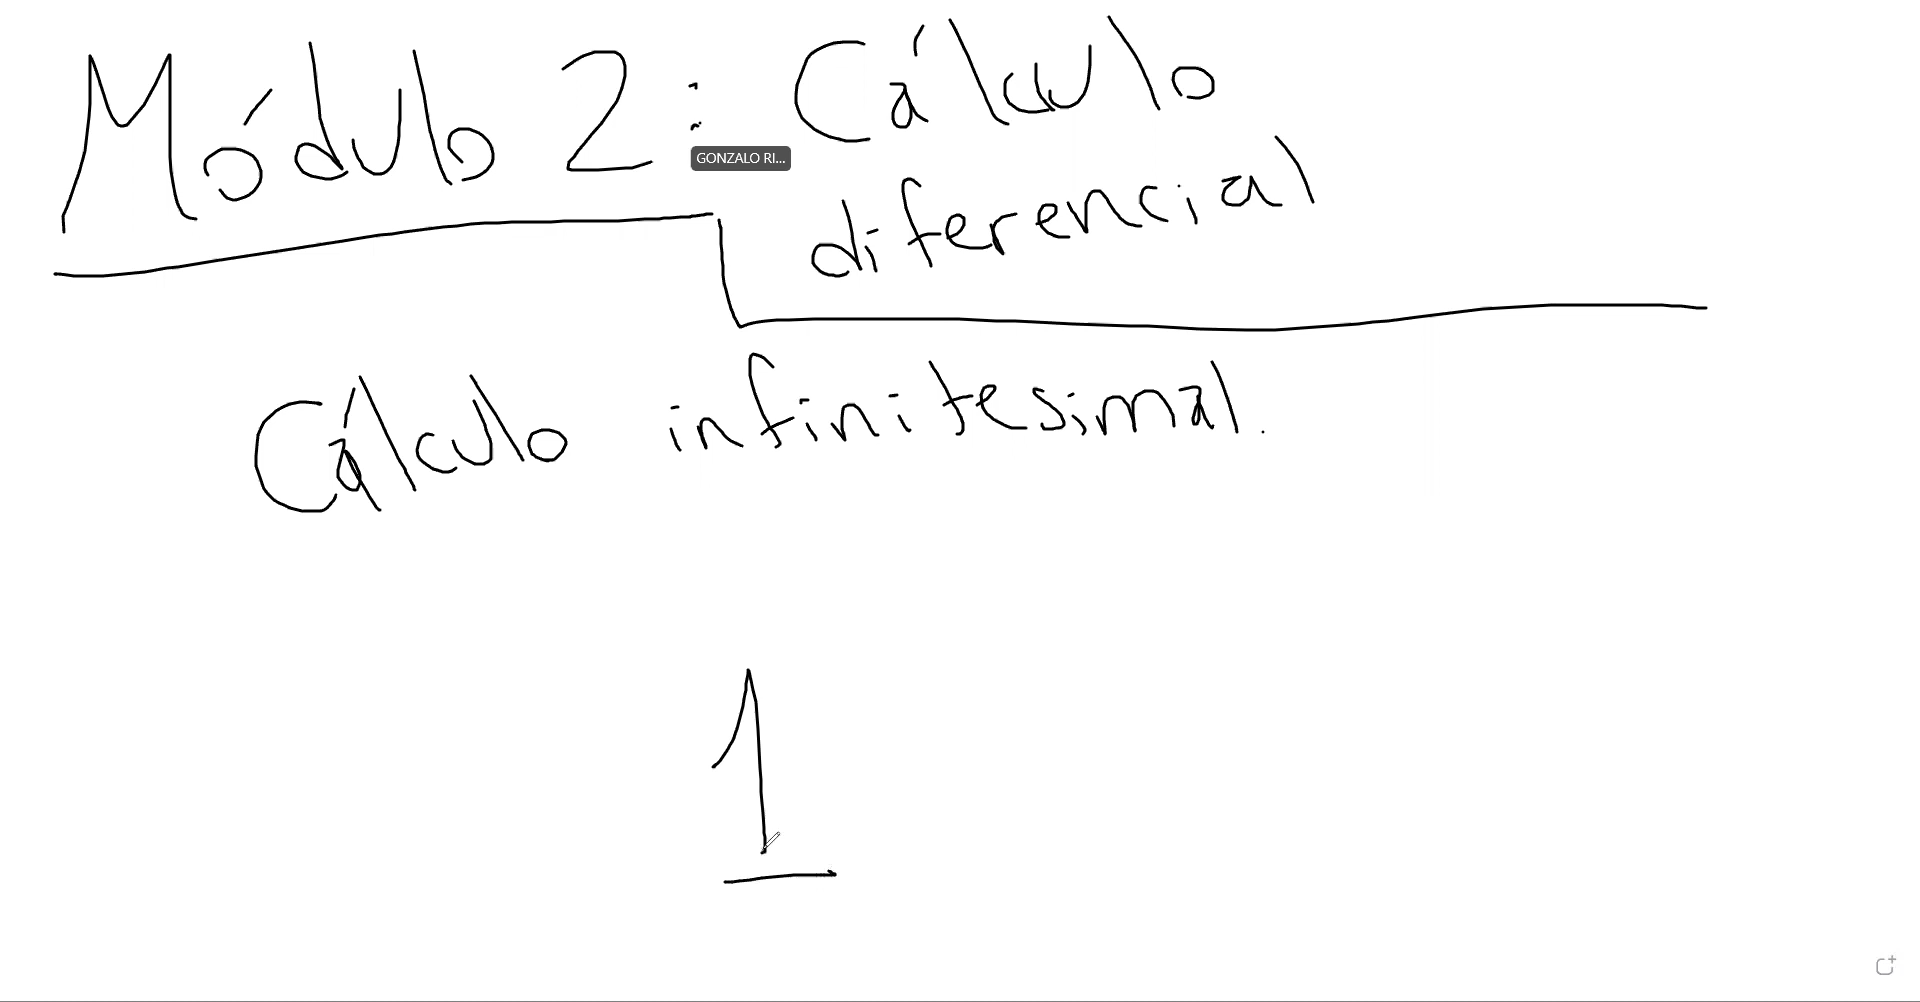 Módulo 2: Cálculo
GONZALO RI...
diferencial
Cálculo infinitesimal.
1